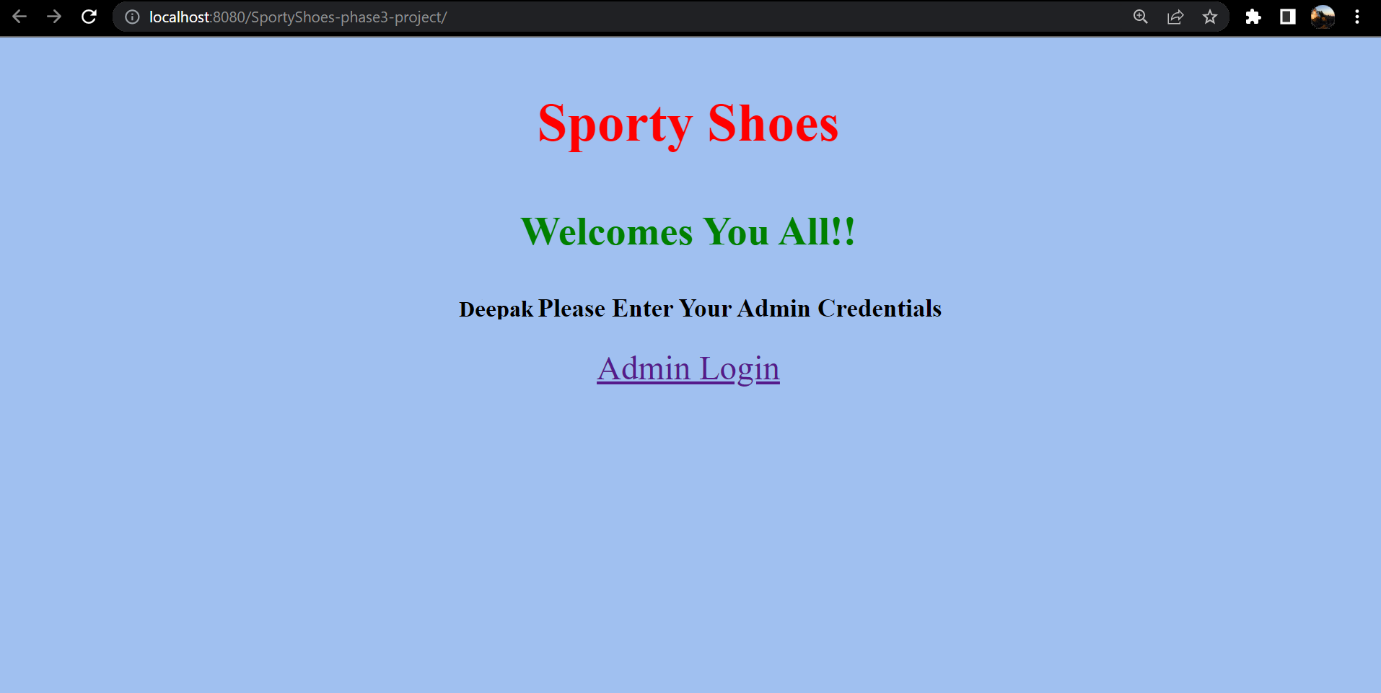 localhost:8080/SportyShoes-phase3-project/
Sporty Shoes
Welcomes You All!!
Deepak Please Enter Your Admin Credentials
Admin Login